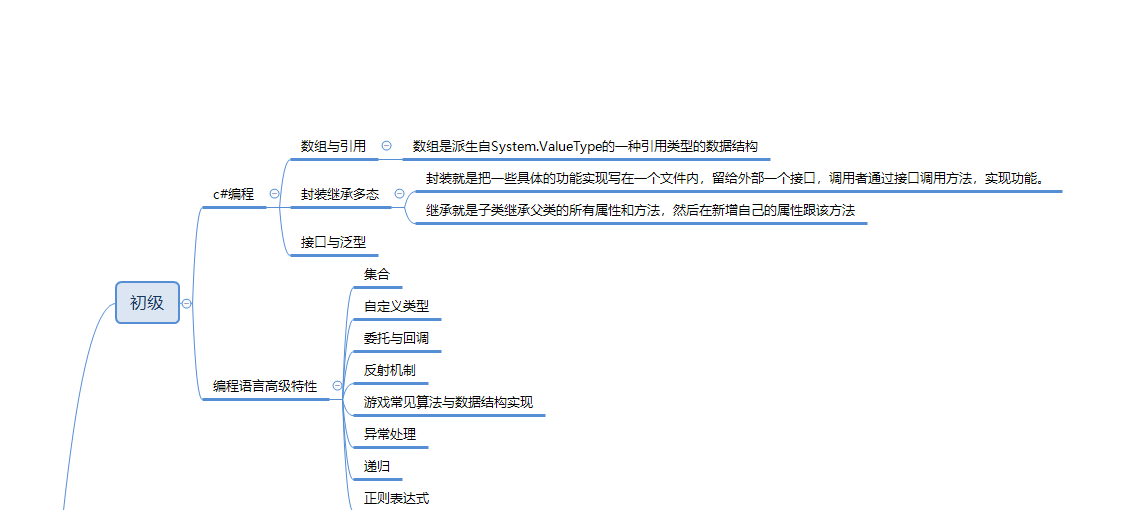 数组与引用
数组是派生自System.ValueType的一种引用类型的数据结构
封装就是把一些具体的功能实现写在一个文件内，留给外部一个接口，调用者通过接口调用方法，实现功能。
c#编程
封装继承多态
继承就是子类继承父类的所有属性和方法，然后在新增自己的属性跟该方法
接口与泛型
集合
初级
自定义类型
委托与回调
反射机制
编程语言高级特性
游戏常见算法与数据结构实现
异常处理
递归
正则表达式